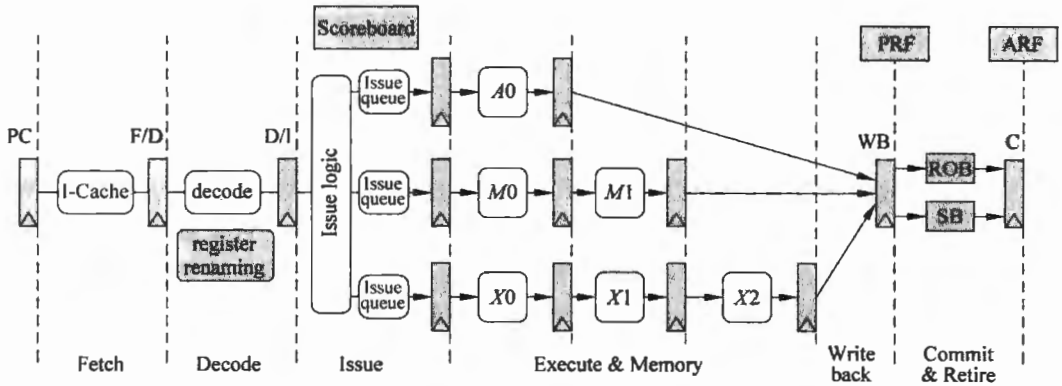 Scoreboard
PRF
ARF
Issue queue
A0
PC
F/D
D/I
WB
C
I-Cache
decode
Issue logic
Issue queue
M0
M1
ROB
SB
register renaming
Issue queue
X0
X1
X2
Fetch
Decode
Issue
Execute & Memory
Write back
Commit & Retire